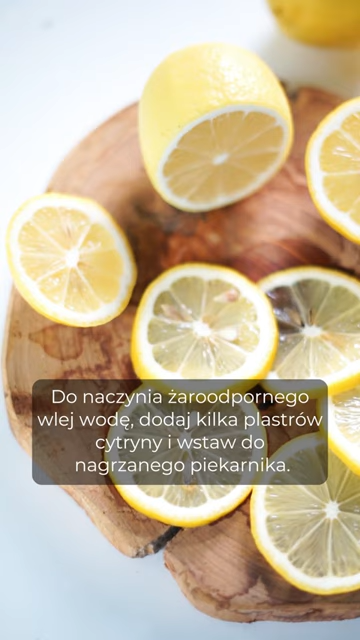 Do naczynia żaroodpornego
wlej wodę, dodaj kilka plastrów
cytryny i wstaw do
nagrzanego piekarnika.